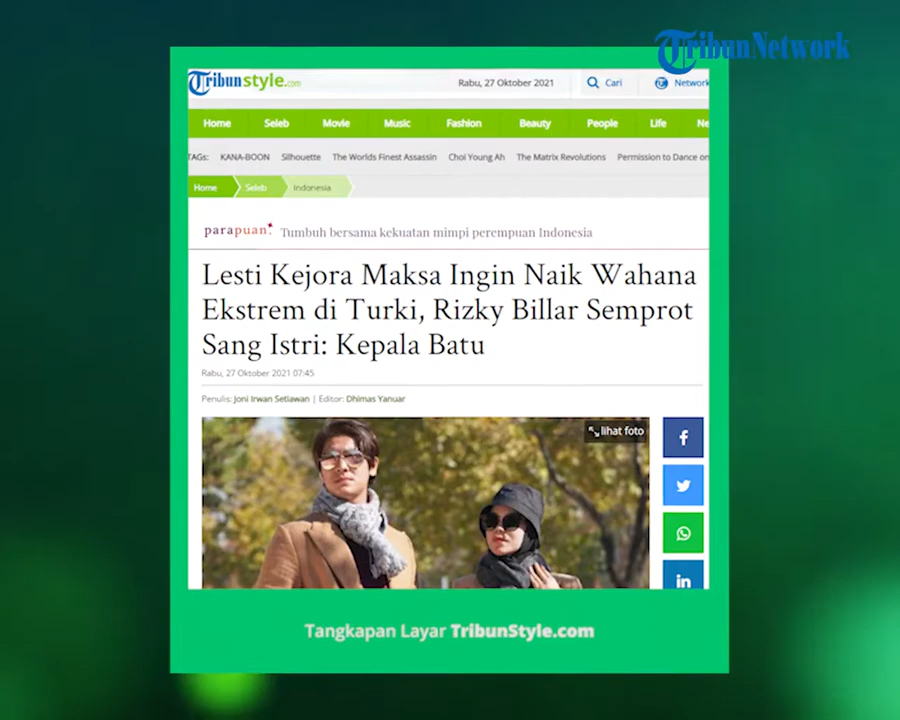 TribunNetwork
Tribunstyle.com
Rabu, 27 Oktober 2021
Cari
Network
Home Seleb Movie Music Fashion Beauty People Life Ne
TAGs: KANA-BOON Silhouette The Worlds Finest Assassin Choi Young Ah The Matrix Revolutions Permission to Dance on
Home Seleb Indonesia
parapuan. Tumbuh bersama kekuatan mimpi perempuan Indonesia
Lesti Kejora Maksa Ingin Naik Wahana
Ekstrem di Turki, Rizky Billar Semprot
Sang Istri: Kepala Batu
Rabu, 27 Oktober 2021 07:45
Penulis: Joni Irwan Setiawan | Editor: Dhimas Yanuar
lihat foto
Tangkapan Layar TribunStyle.com